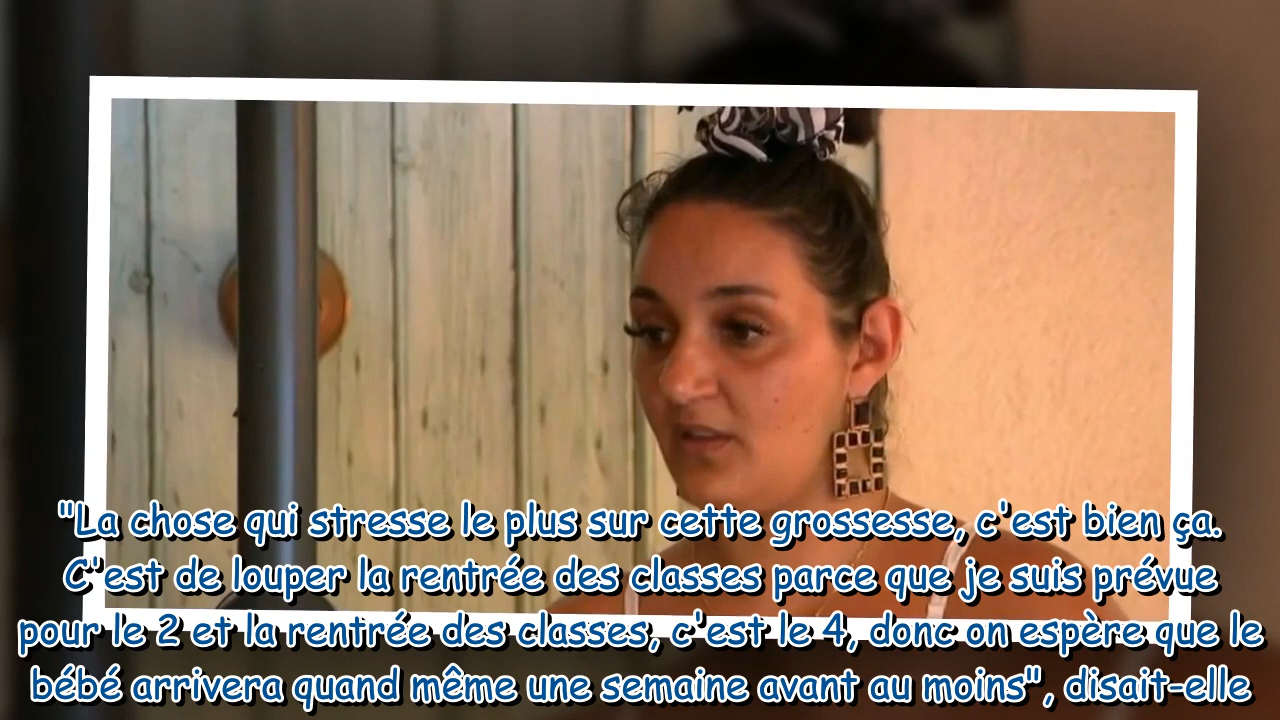 "La chose qui stresse le plus sur cette grossesse, c'est bien ça.
C"est de louper la rentrée des classes parce que je suis prévue
pour le 2 et la rentrée des classes, c'est le 4, donc on espère que le
bébé arrivera quand même une semaine avant au moins", disait-elle